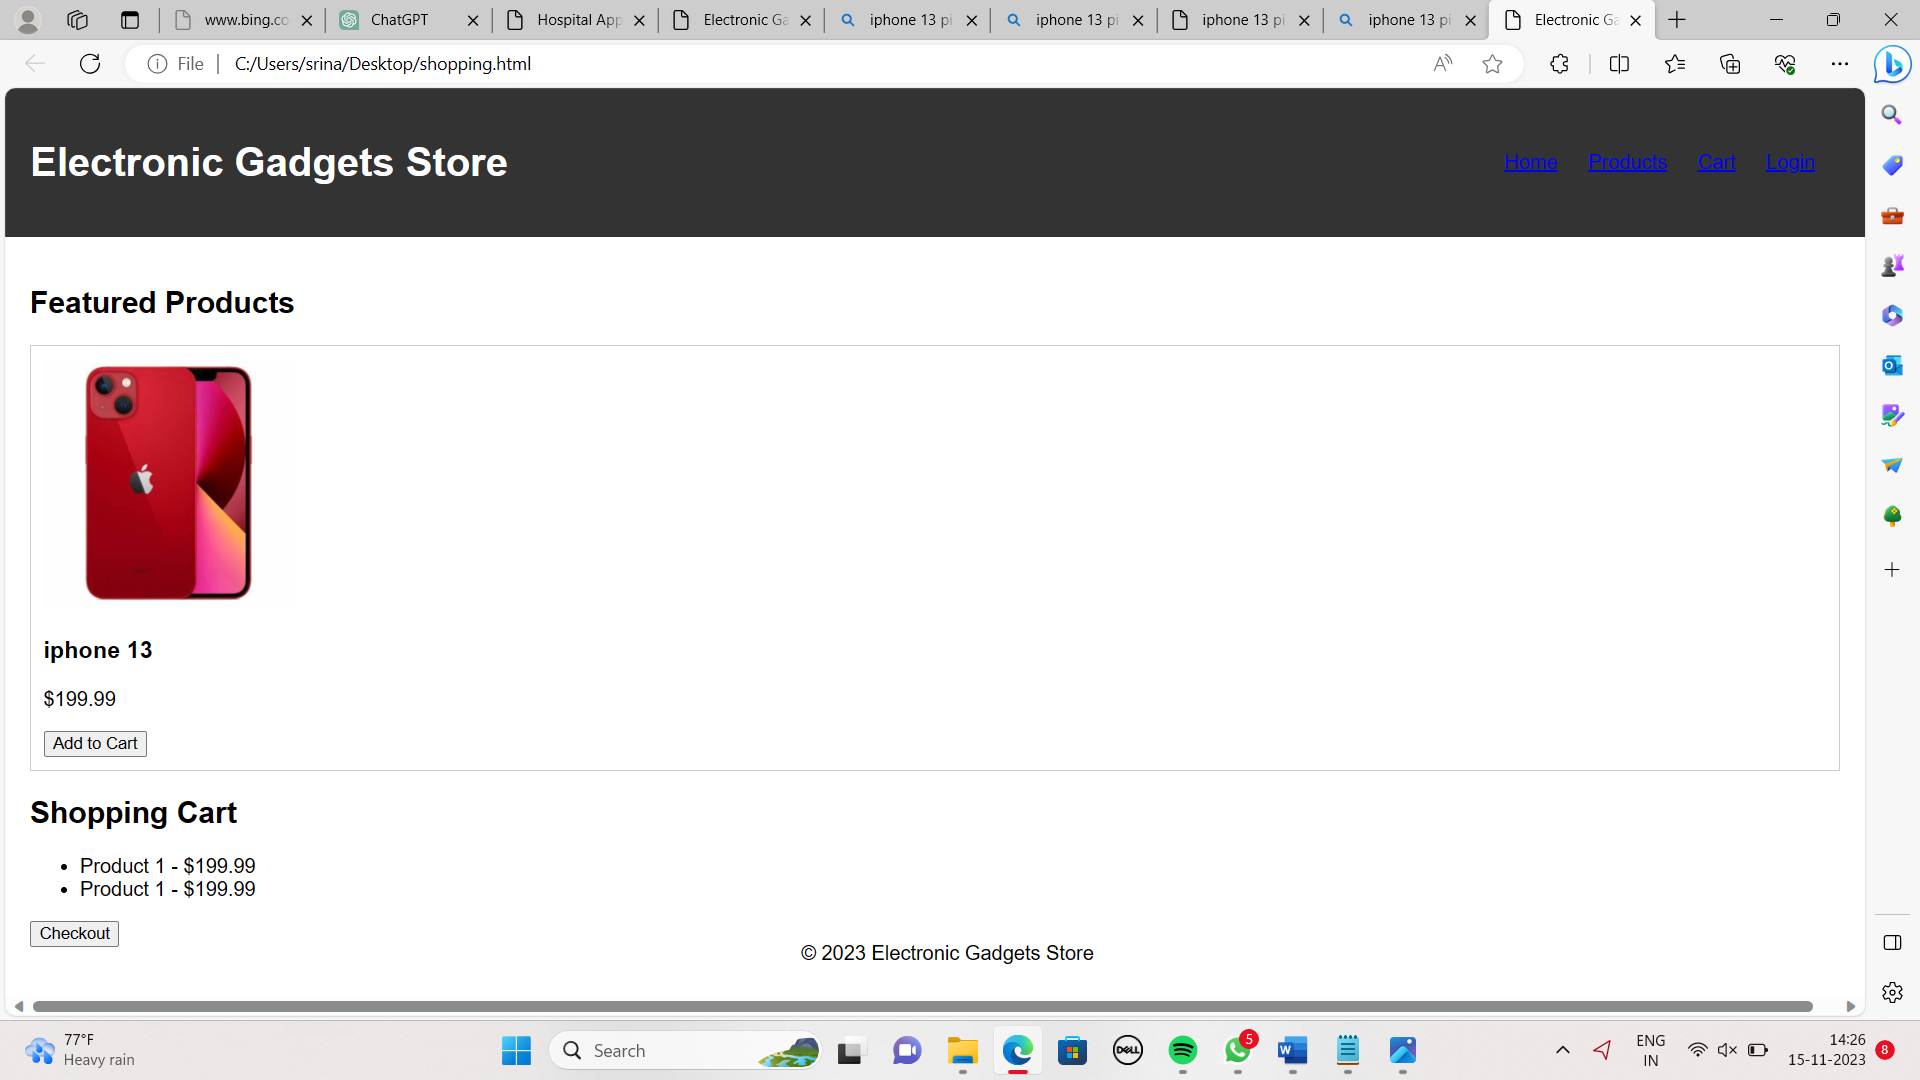 www.bing.co
ChatGPT
Hospital App
Electronic Ga
iphone 13 pi
iphone 13 pi
iphone 13 pi
iphone 13 pi
Electronic Ga
File
C:/Users/srina/Desktop/shopping.html
Electronic Gadgets Store
Home Products Cart Login
Featured Products
iphone 13
$199.99
Add to Cart
Shopping Cart
Product 1 - $199.99
Product 1 - $199.99
Checkout
© 2023 Electronic Gadgets Store
77°F
Heavy rain
Search
DELL
5
ENG
IN
14:26
15-11-2023
8